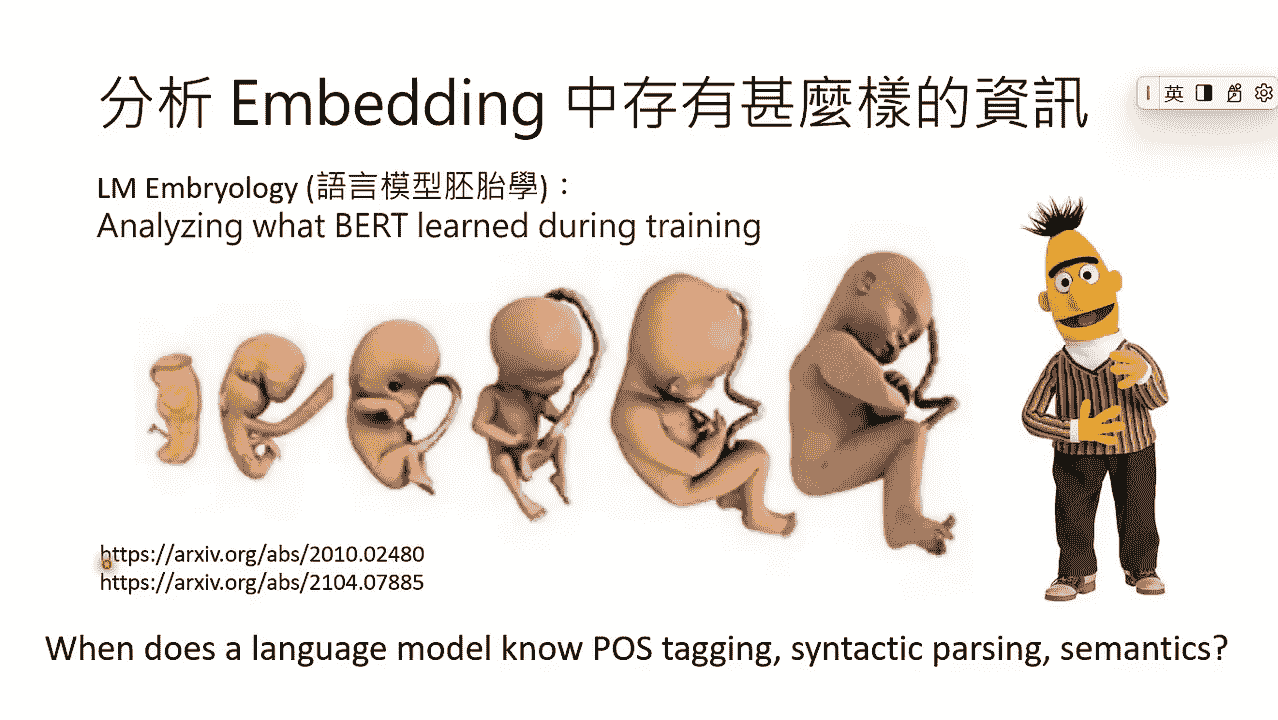 分析 Embedding 中存有甚麼樣的資訊
英
LM Embryology (語言模型胚胎學)：
Analyzing what BERT learned during training
https://arxiv.org/abs/2010.02480
https://arxiv.org/abs/2104.07885
When does a language model know POS tagging, syntactic parsing, semantics?